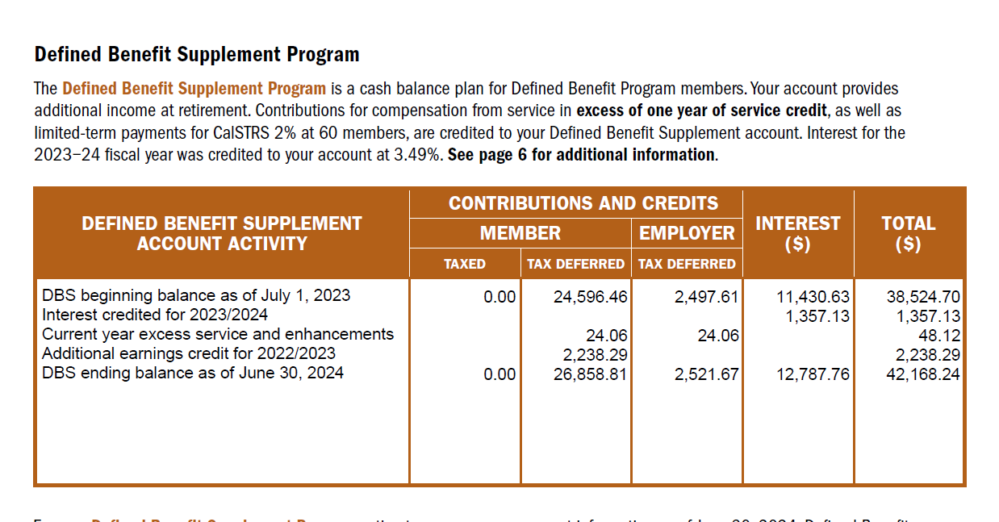 Defined Benefit Supplement Program
The Defined Benefit Supplement Program is a cash balance plan for Defined Benefit Program members. Your account provides
additional income at retirement. Contributions for compensation from service in excess of one year of service credit, as well as
limited-term payments for CalSTRS 2% at 60 members, are credited to your Defined Benefit Supplement account. Interest for the
2023–24 fiscal year was credited to your account at 3.49%. See page 6 for additional information.
DEFINED BENEFIT SUPPLEMENT
ACCOUNT ACTIVITY
CONTRIBUTIONS AND CREDITS
MEMBER
EMPLOYER
TAXED
TAX DEFERRED
TAX DEFERRED
INTEREST
($)
TOTAL
($)
DBS beginning balance as of July 1, 2023 0.00 24,596.46 2,497.61 11,430.63 38,524.70
Interest credited for 2023/2024 1,357.13 1,357.13
Current year excess service and enhancements 24.06 24.06 48.12
Additional earnings credit for 2022/2023 2,238.29 2,238.29
DBS ending balance as of June 30, 2024 0.00 26,858.81 2,521.67 12,787.76 42,168.24